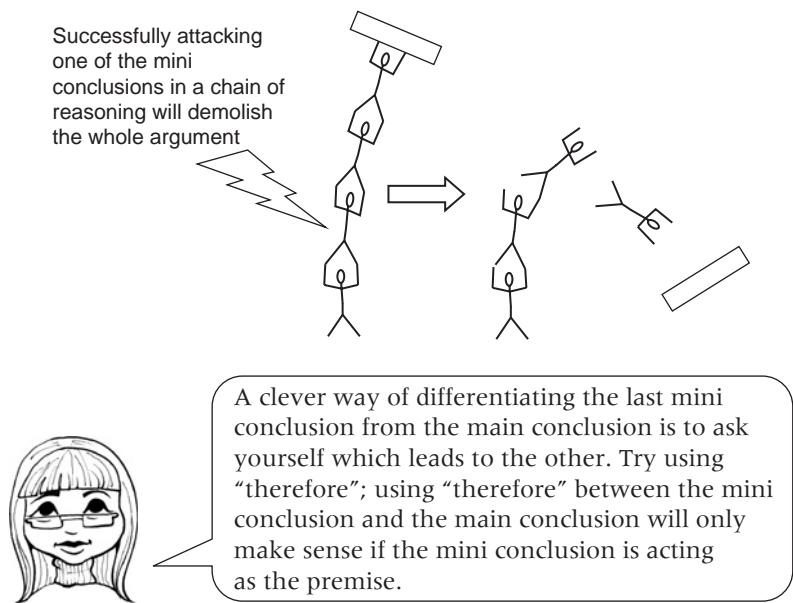 Successfully attacking
one of the mini
conclusions in a chain of
reasoning will demolish
the whole argument
A clever way of differentiating the last mini
conclusion from the main conclusion is to ask
yourself which leads to the other. Try using
“therefore”; using “therefore” between the mini
conclusion and the main conclusion will only
make sense if the mini conclusion is acting
as the premise.